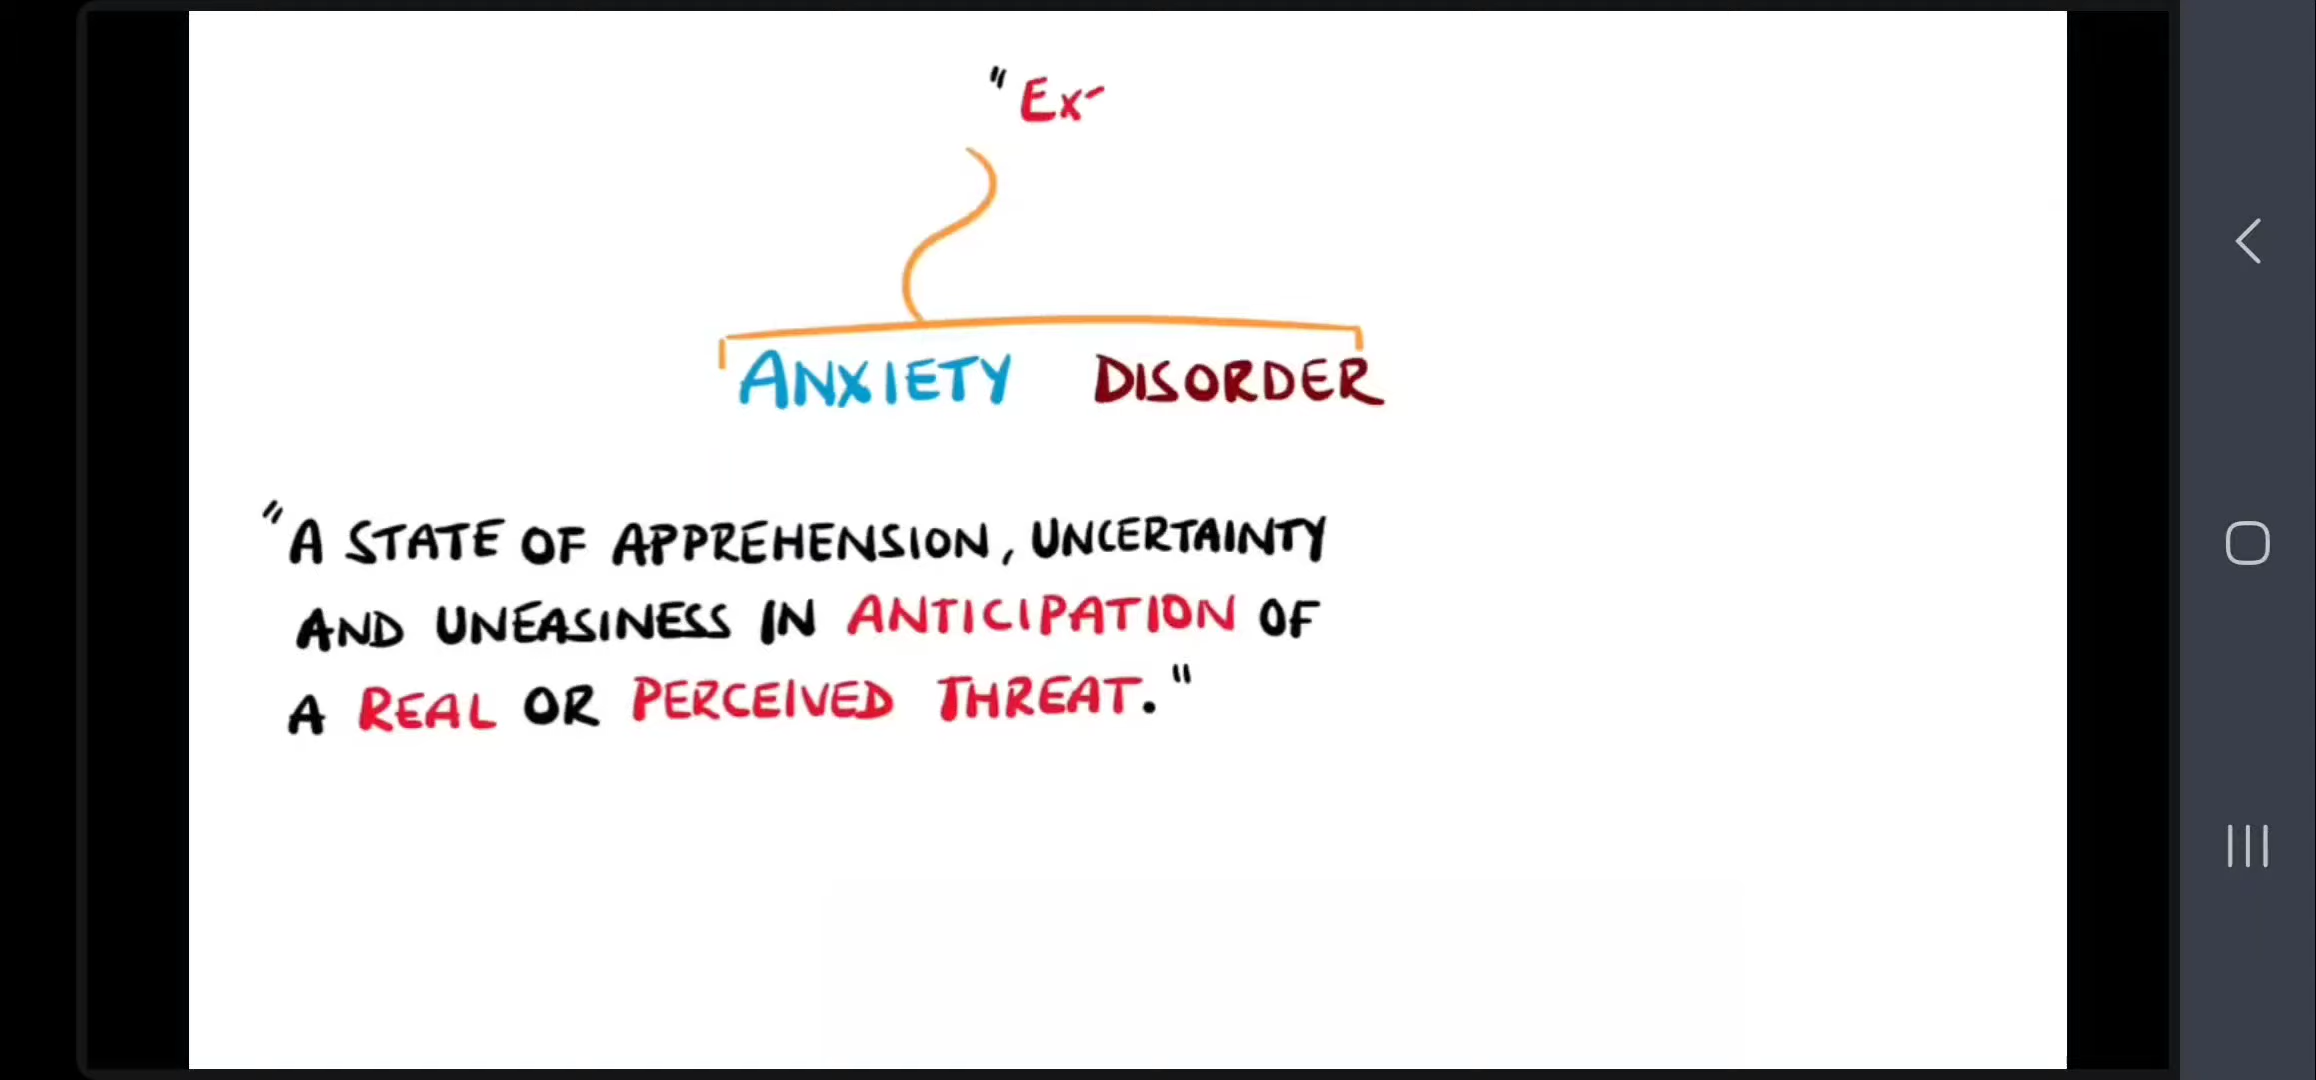 "Ex
ANXIETY DISORDER
"A STATE OF APPREHENSION, UNCERTAINTY
AND UNEASINESS IN ANTICIPATION OF
A REAL OR PERCEIVED THREAT."